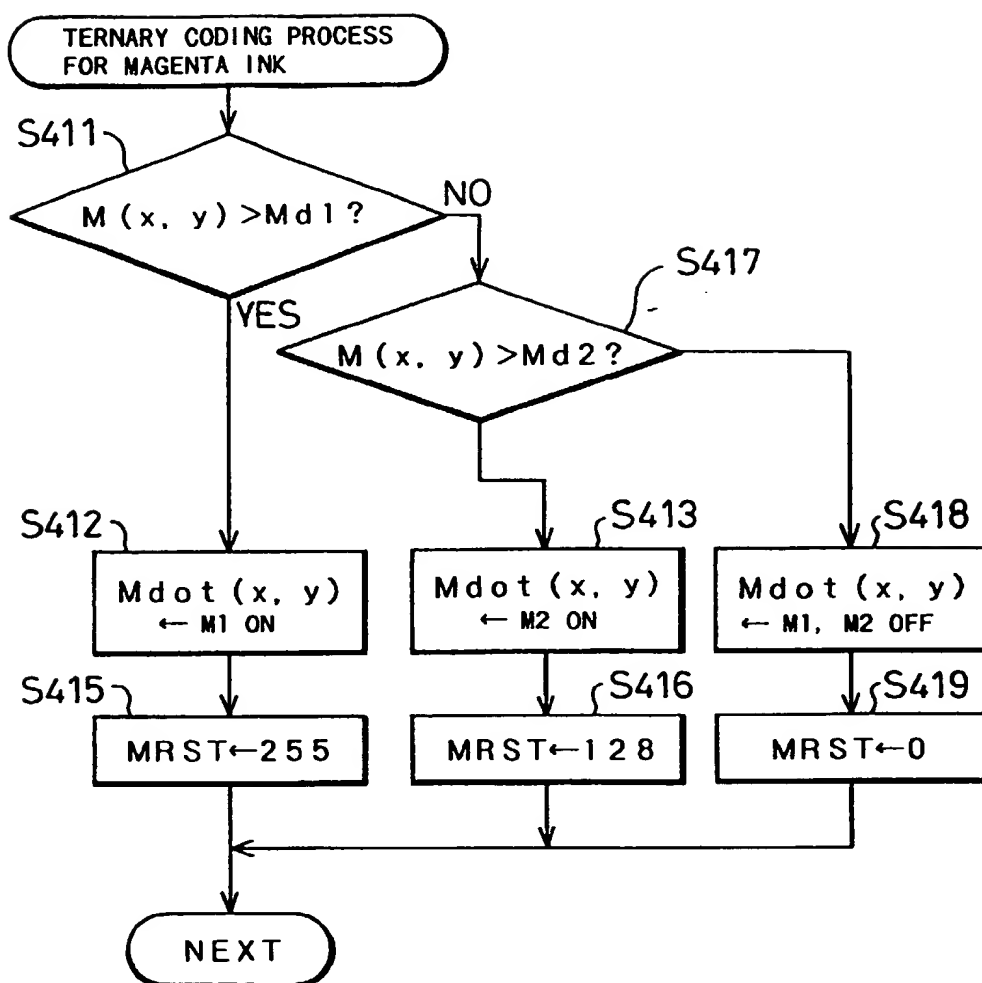 TERNARY CODING PROCESS
FOR MAGENTA INK
S411
M (x, y) >Md1?
NO
YES
S417
M (x, y) >Md2?
S412
Mdot (x, y)
← M1 ON
S413
Mdot (x, y)
← M2 ON
S418
Mdot (x, y)
← M1, M2 OFF
S415
MRST←255
S416
MRST←128
S419
MRST←0
NEXT